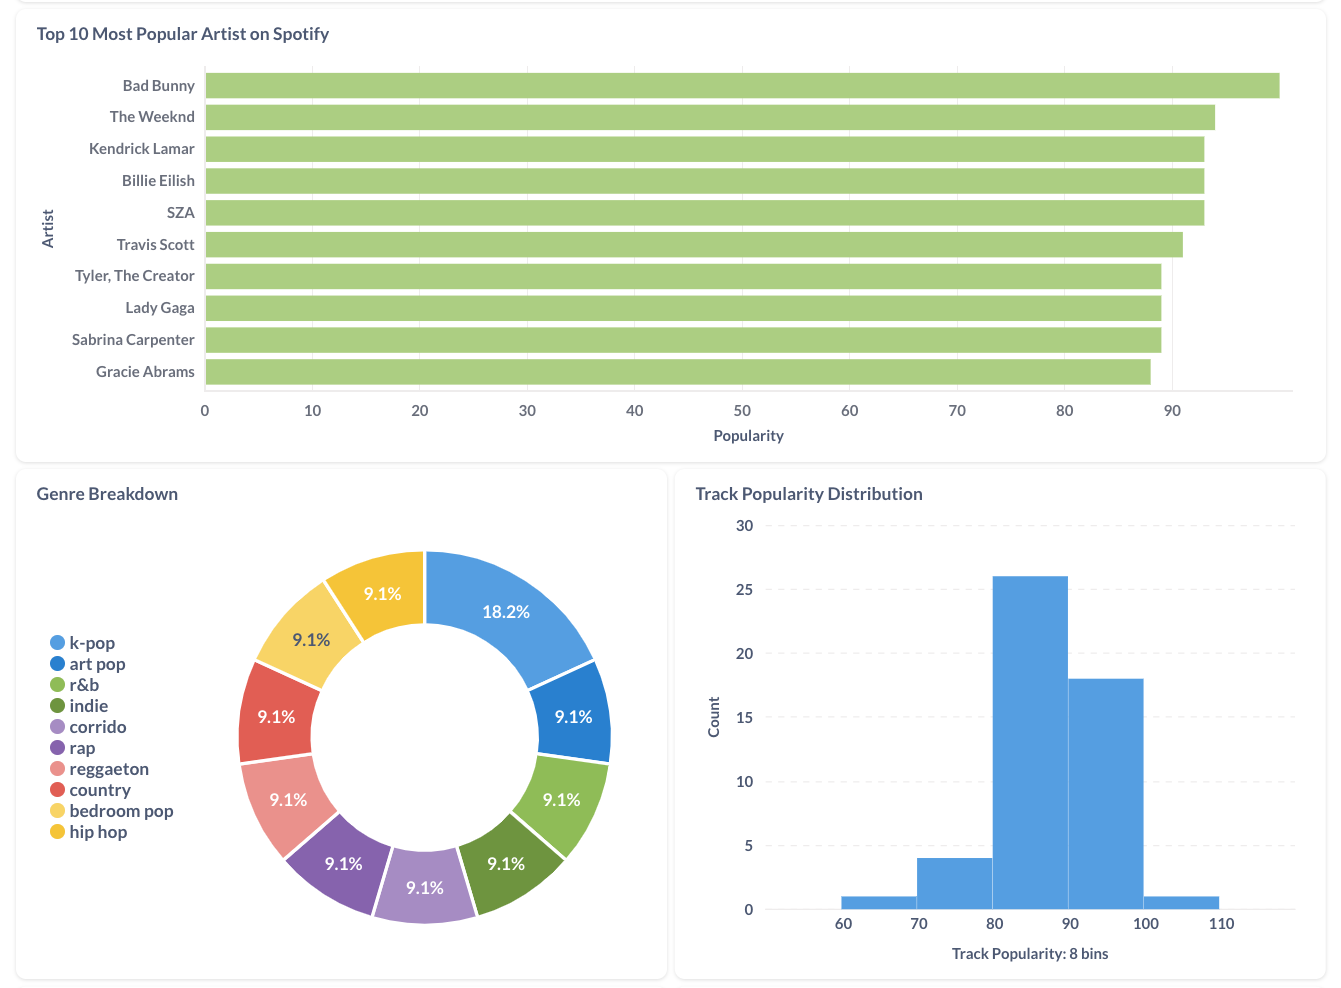 Top 10 Most Popular Artist on Spotify
Artist
Bad Bunny
The Weeknd
Kendrick Lamar
Billie Eilish
SZA
Travis Scott
Tyler, The Creator
Lady Gaga
Sabrina Carpenter
Gracie Abrams
0 10 20 30 40 50 60 70 80 90
Popularity
Genre Breakdown
k-pop
art pop
r&b
indie
corrido
rap
reggaeton
country
bedroom pop
hip hop
18.2%
9.1%
9.1%
9.1%
9.1%
9.1%
9.1%
9.1%
9.1%
9.1%
Track Popularity Distribution
Count
30
25
20
15
10
5
0
60 70 80 90 100 110
Track Popularity: 8 bins